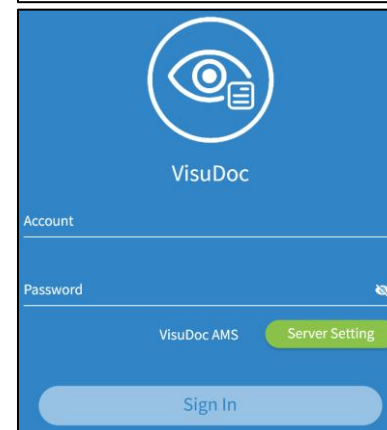 VisuDoc
Account
Password
VisuDoc AMS Server Setting
Sign In